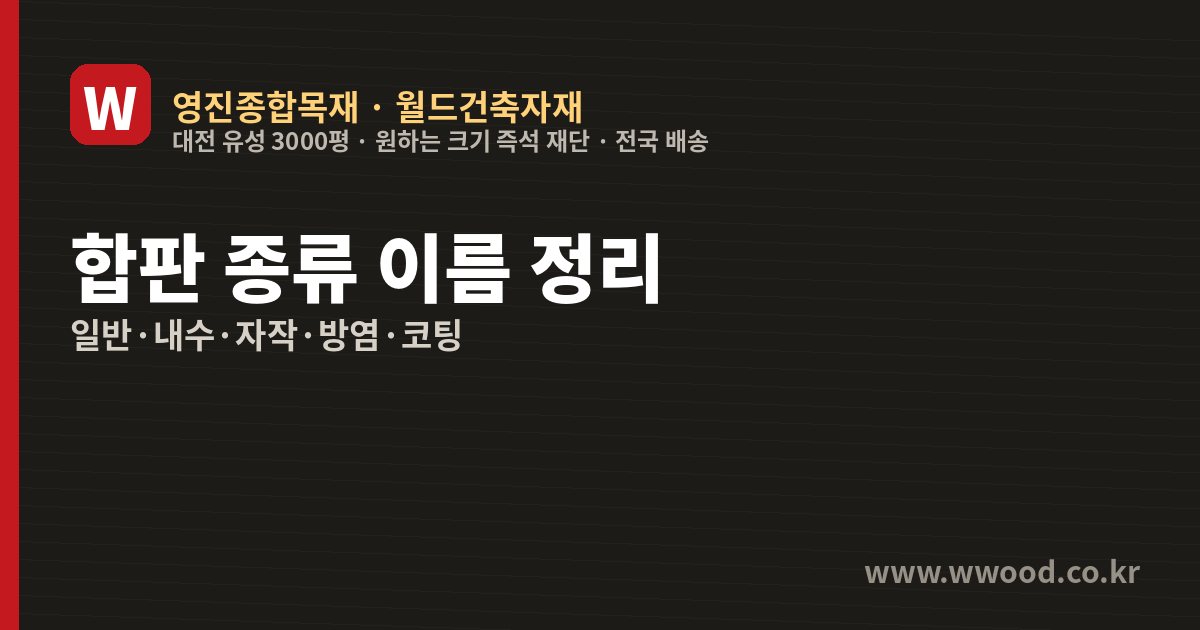 W
영진종합목재 · 월드건축자재
대전 유성 3000평 · 원하는 크기 즉석 재단 · 전국 배송
합판 종류 이름 정리
일반·내수·자작·방염·코팅
www.wwood.co.kr